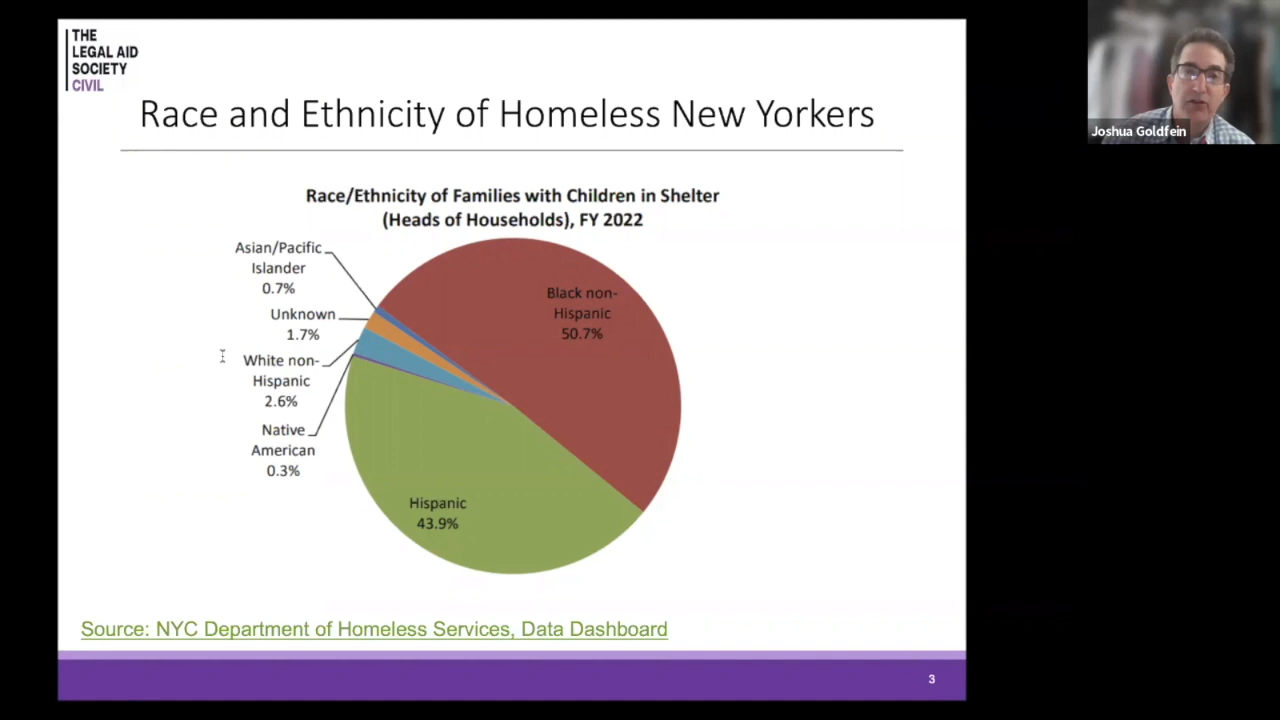 THE
LEGAL AID
SOCIETY
CIVIL
Race and Ethnicity of Homeless New Yorkers
Race/Ethnicity of Families with Children in Shelter
(Heads of Households), FY 2022
Asian/Pacific
Islander
0.7%
Unknown
1.7%
White non-
Hispanic
2.6%
Native
American
0.3%
Black non-
Hispanic
50.7%
Hispanic
43.9%
Source: NYC Department of Homeless Services, Data Dashboard
3
Joshua Goldfein